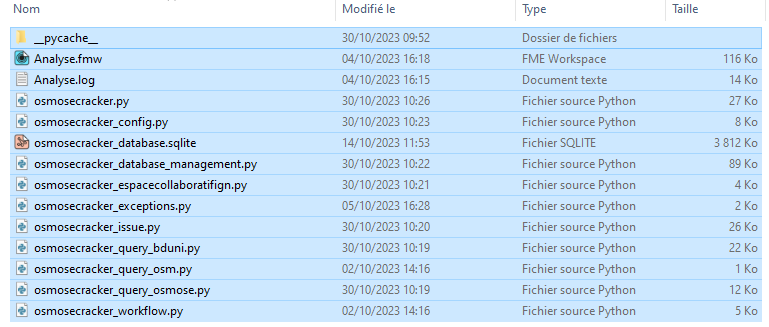 Nom Modifié le Type Taille
__pycache__ 30/10/2023 09:52 Dossier de fichiers
Analyse.fmw 04/10/2023 16:18 FME Workspace 116 Ko
Analyse.log 04/10/2023 16:15 Document texte 14 Ko
osmosecracker.py 30/10/2023 10:26 Fichier source Python 27 Ko
osmosecracker_config.py 30/10/2023 10:23 Fichier source Python 8 Ko
osmosecracker_database.sqlite 14/10/2023 11:53 Fichier SQLITE 3 812 Ko
osmosecracker_database_management.py 30/10/2023 10:22 Fichier source Python 89 Ko
osmosecracker_espacecollaboratifign.py 30/10/2023 10:21 Fichier source Python 4 Ko
osmosecracker_exceptions.py 05/10/2023 16:28 Fichier source Python 2 Ko
osmosecracker_issue.py 30/10/2023 10:20 Fichier source Python 26 Ko
osmosecracker_query_bduni.py 30/10/2023 10:19 Fichier source Python 22 Ko
osmosecracker_query_osm.py 02/10/2023 14:16 Fichier source Python 1 Ko
osmosecracker_query_osmose.py 30/10/2023 10:19 Fichier source Python 12 Ko
osmosecracker_workflow.py 02/10/2023 14:16 Fichier source Python 5 Ko